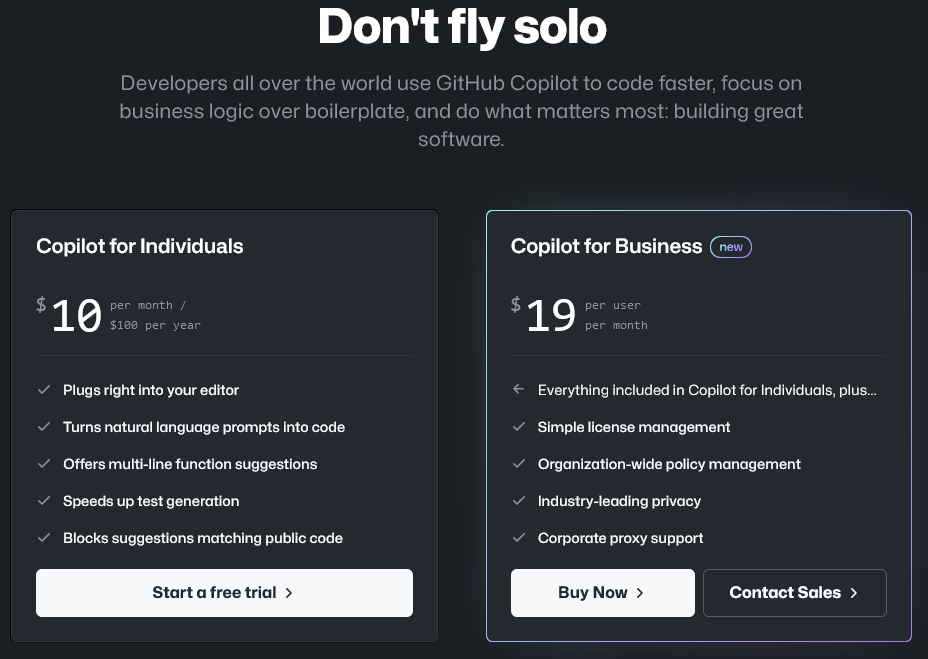 Don't fly solo
Developers all over the world use GitHub Copilot to code faster, focus on
business logic over boilerplate, and do what matters most: building great
software.
Copilot for Individuals
$10 per month /
$100 per year
Plugs right into your editor
Turns natural language prompts into code
Offers multi-line function suggestions
Speeds up test generation
Blocks suggestions matching public code
Start a free trial
Copilot for Business new
$19 per user
per month
Everything included in Copilot for Individuals, plus...
Simple license management
Organization-wide policy management
Industry-leading privacy
Corporate proxy support
Buy Now
Contact Sales